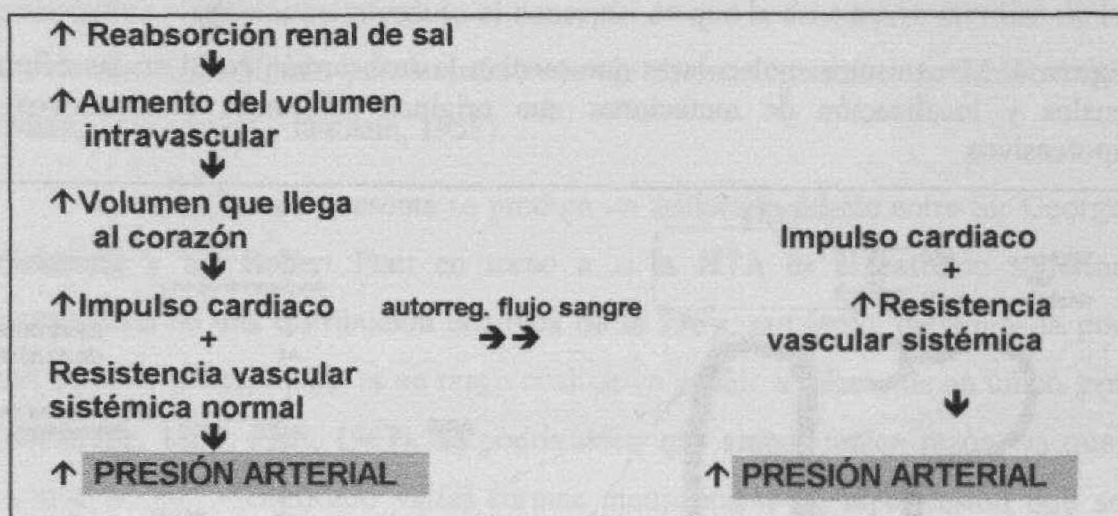 ↑ Reabsorción renal de sal
↑Aumento del volumen
intravascular
↑Volumen que llega
al corazón
↑Impulso cardiaco
+
Resistencia vascular
sistémica normal
↑ PRESIÓN ARTERIAL
autorreg. flujo sangre
Impulso cardiaco
+
↑Resistencia
vascular sistémica
↑ PRESIÓN ARTERIAL